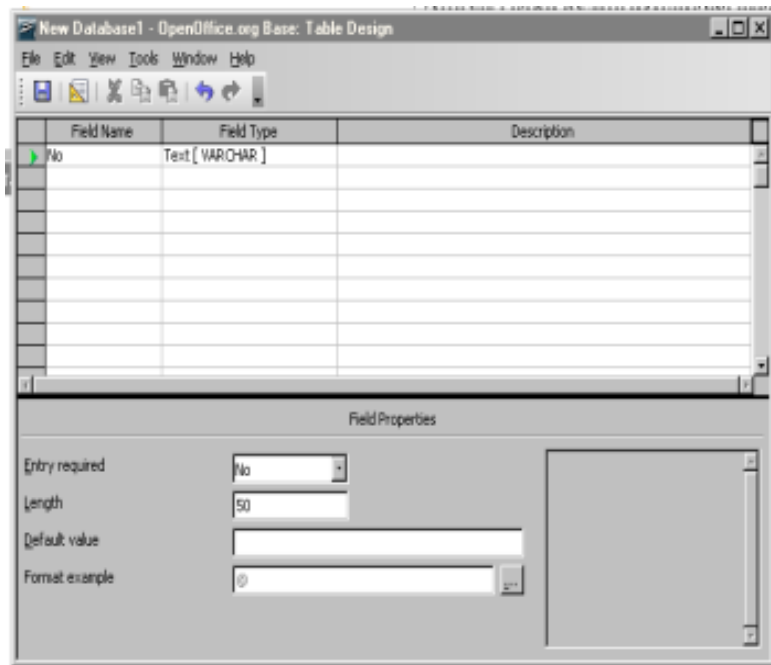 New Database1 - OpenOffice.org Base: Table Design
File Edit View Tools Window Help
Field Name Field Type Description
No Text [ VARCHAR ]
Field Properties
Entry required No
Length 50
Default value
Format example @
...